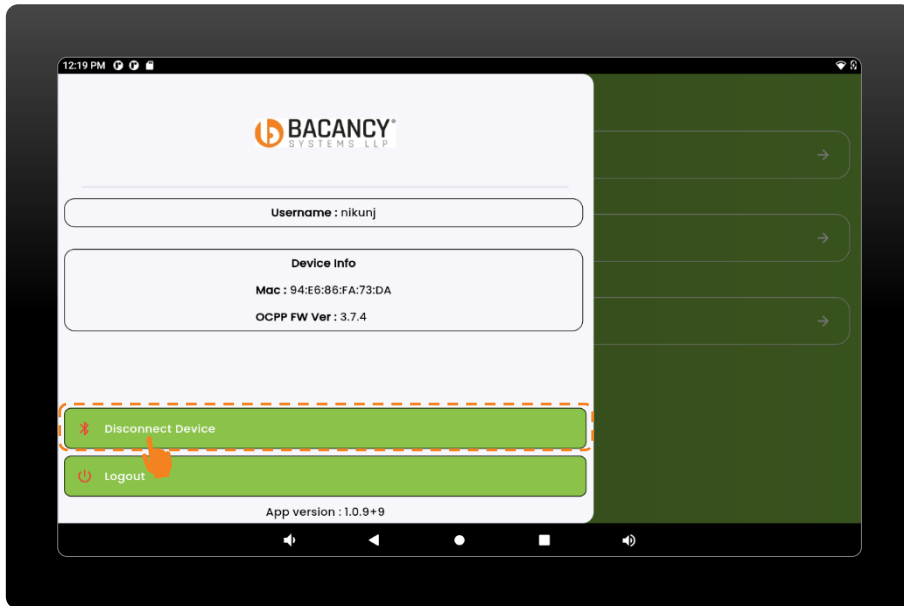 12:19 PM
BACANCY
SYSTEMS LLP
Username : nikunj
Device Info
Mac : 94:E6:86:FA:73:DA
OCPP FW Ver : 3.7.4
Disconnect Device
Logout
App version : 1.0.9+9